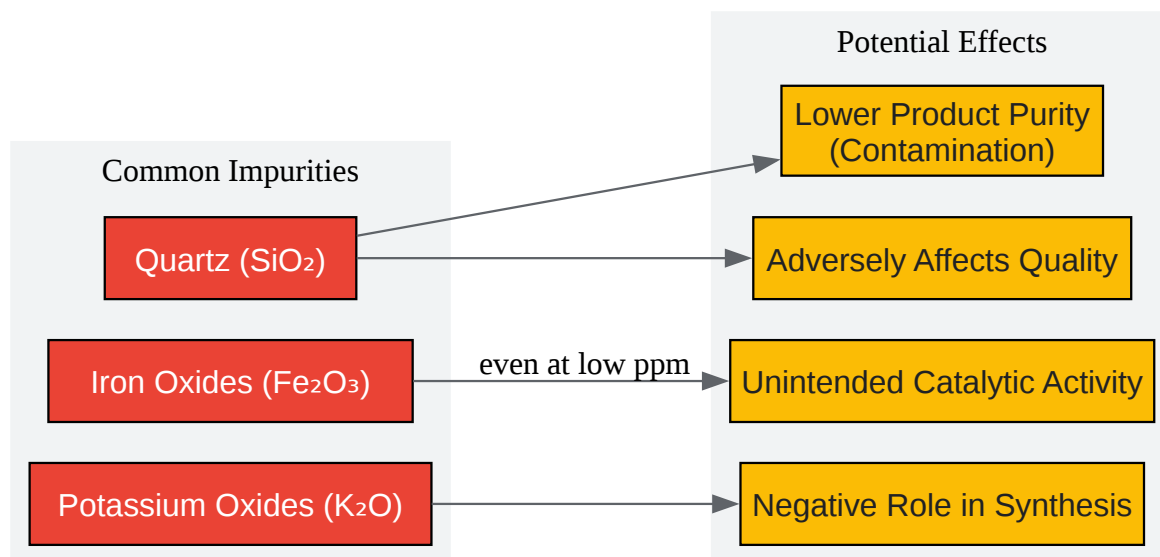 Potential Effects
Lower Product Purity
(Contamination)
Common Impurities
Quartz (SiO₂)
Adversely Affects Quality
Iron Oxides (Fe₂O₃)
even at low ppm
Unintended Catalytic Activity
Potassium Oxides (K₂O)
Negative Role in Synthesis